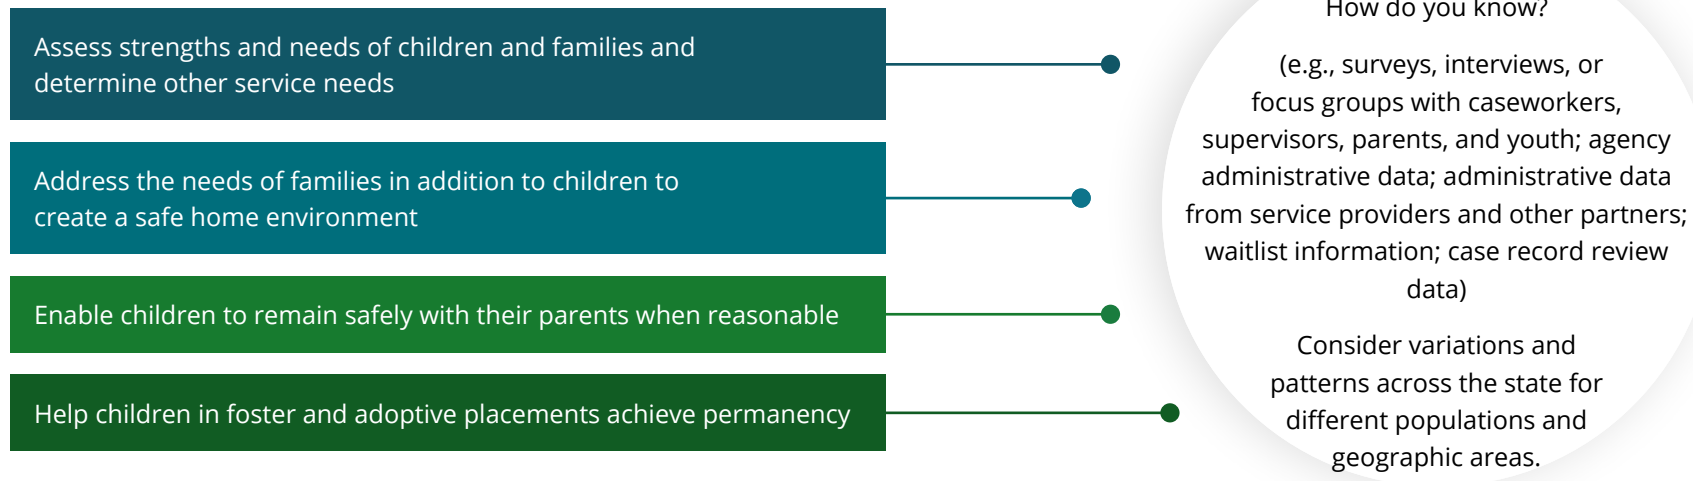 Assess strengths and needs of children and families and
determine other service needs
Address the needs of families in addition to children to
create a safe home environment
Enable children to remain safely with their parents when reasonable
Help children in foster and adoptive placements achieve permanency
How do you know?
(e.g., surveys, interviews, or
focus groups with caseworkers,
supervisors, parents, and youth; agency
administrative data; administrative data
from service providers and other partners;
waitlist information; case record review
data)
Consider variations and
patterns across the state for
different populations and
geographic areas.